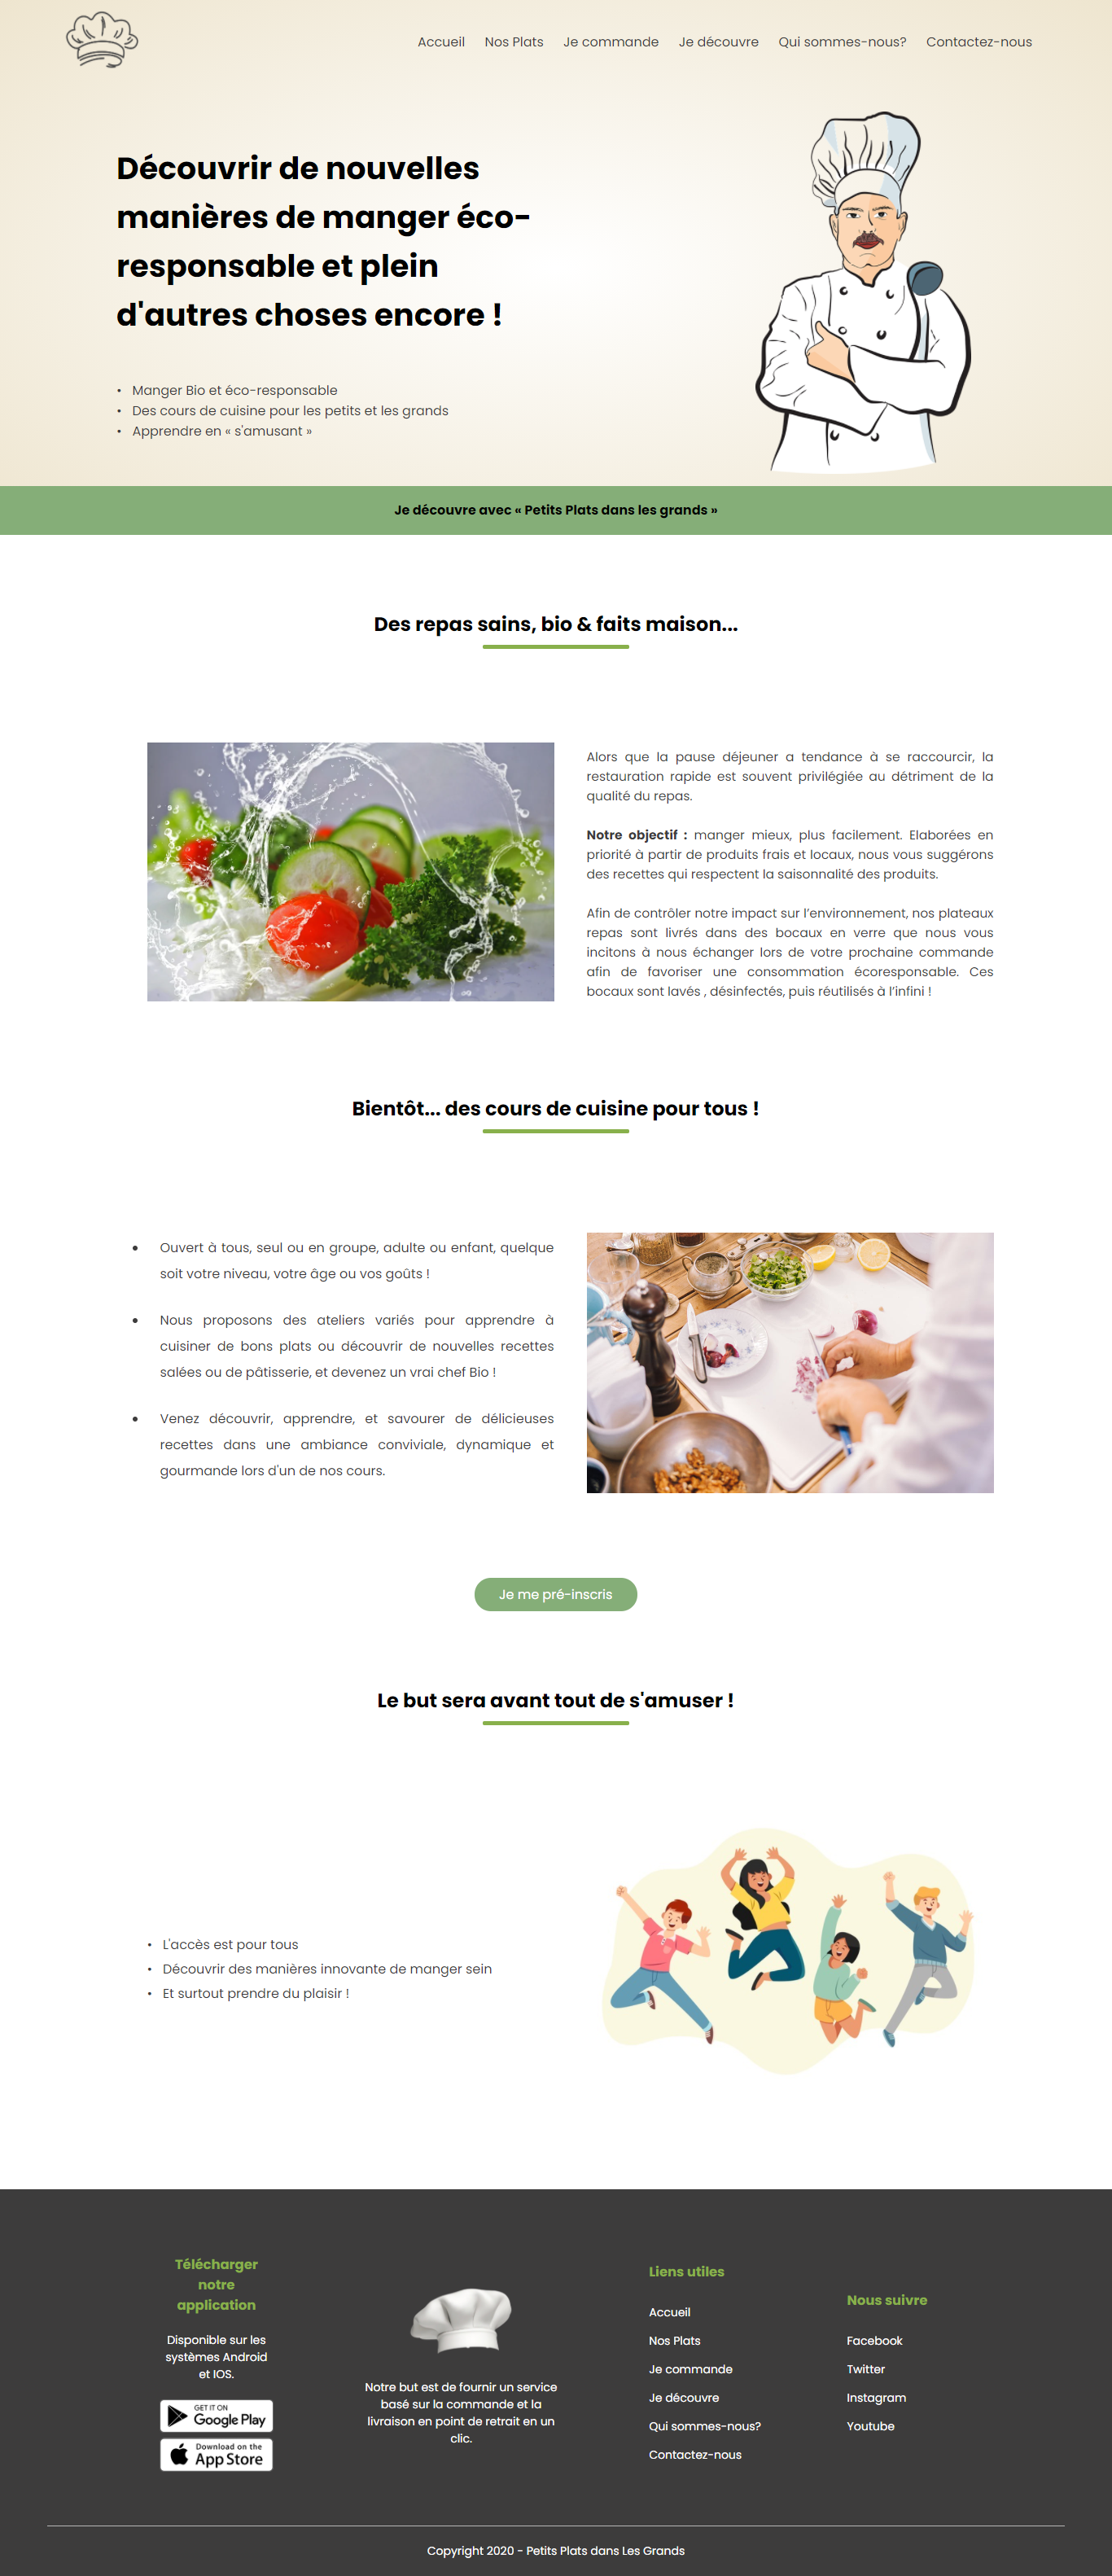 Accueil Nos Plats Je commande Je découvre Qui sommes-nous? Contactez-nous
Découvrir de nouvelles
manières de manger éco-
responsable et plein
d'autres choses encore !
• Manger Bio et éco-responsable
• Des cours de cuisine pour les petits et les grands
• Apprendre en « s'amusant »
Je découvre avec « Petits Plats dans les grands »
Des repas sains, bio & faits maison...
Alors que la pause déjeuner a tendance à se raccourcir, la
restauration rapide est souvent privilégiée au détriment de la
qualité du repas.
Notre objectif : manger mieux, plus facilement. Elaborées en
priorité à partir de produits frais et locaux, nous vous suggérons
des recettes qui respectent la saisonnalité des produits.
Afin de contrôler notre impact sur l’environnement, nos plateaux
repas sont livrés dans des bocaux en verre que nous vous
incitons à nous échanger lors de votre prochaine commande
afin de favoriser une consommation écoresponsable. Ces
bocaux sont lavés , désinfectés, puis réutilisés à l’infini !
Bientôt... des cours de cuisine pour tous !
• Ouvert à tous, seul ou en groupe, adulte ou enfant, quelque
soit votre niveau, votre âge ou vos goûts !
• Nous proposons des ateliers variés pour apprendre à
cuisiner de bons plats ou découvrir de nouvelles recettes
salées ou de pâtisserie, et devenez un vrai chef Bio !
• Venez découvrir, apprendre, et savourer de délicieuses
recettes dans une ambiance conviviale, dynamique et
gourmande lors d'un de nos cours.
Je me pré-inscris
Le but sera avant tout de s'amuser !
• L'accès est pour tous
• Découvrir des manières innovante de manger sein
• Et surtout prendre du plaisir !
Télécharger
notre
application
Disponible sur les
systèmes Android
et IOS.
GET IT ON
Google Play
Download on the
App Store
Notre but est de fournir un service
basé sur la commande et la
livraison en point de retrait en un
clic.
Liens utiles
Accueil
Nos Plats
Je commande
Je découvre
Qui sommes-nous?
Contactez-nous
Nous suivre
Facebook
Twitter
Instagram
Youtube
Copyright 2020 - Petits Plats dans Les Grands